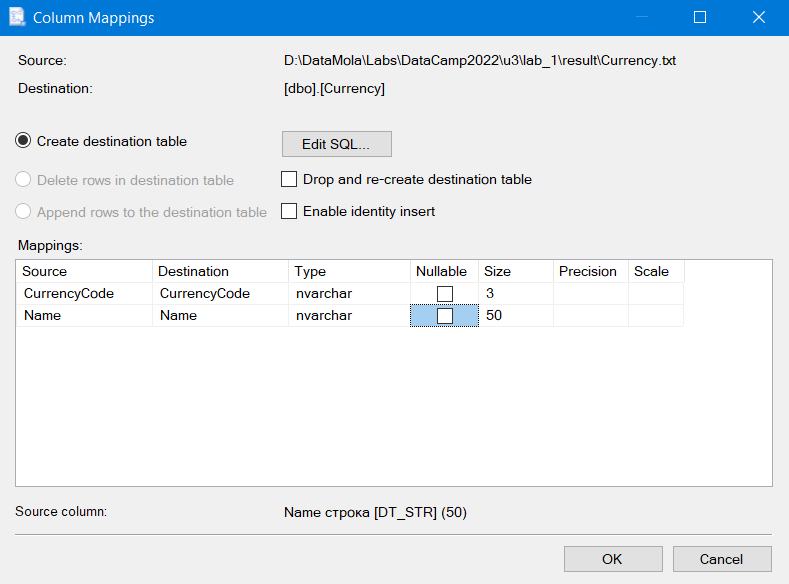 Column Mappings
Source: D:\DataMola\Labs\DataCamp2022\u3\lab_1\result\Currency.txt
Destination: [dbo].[Currency]
Create destination table Edit SQL...
Delete rows in destination table Drop and re-create destination table
Append rows to the destination table Enable identity insert
Mappings:
Source Destination Type Nullable Size Precision Scale
CurrencyCode CurrencyCode nvarchar 3
Name Name nvarchar 50
Source column: Name строка [DT_STR] (50)
OK Cancel